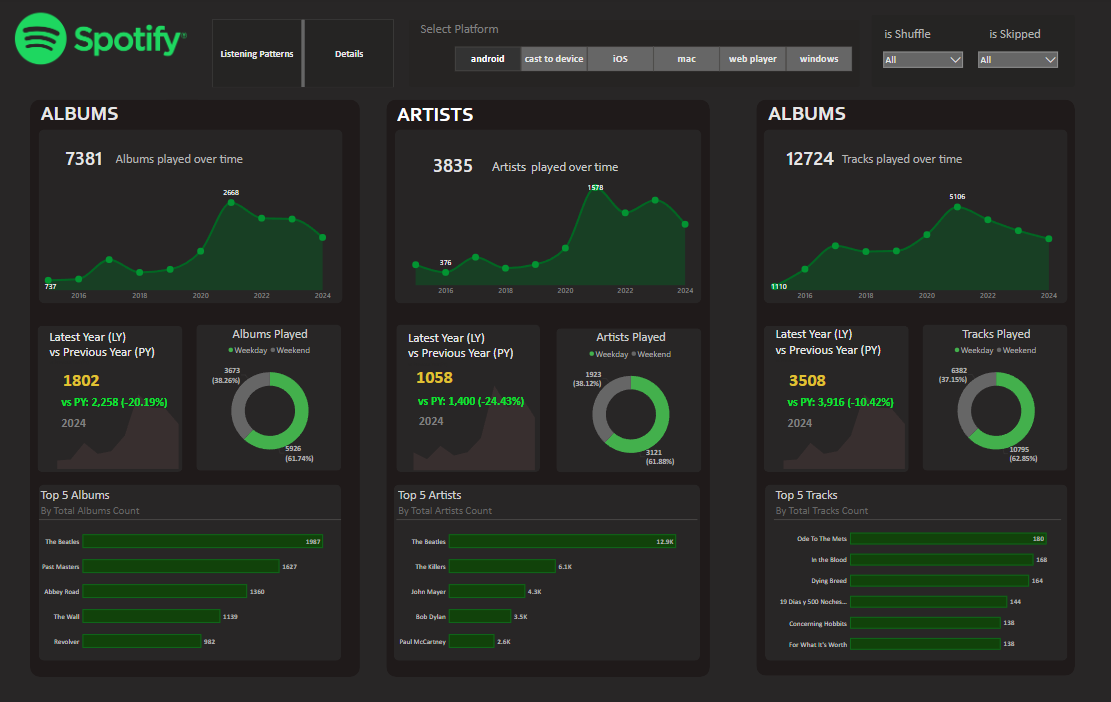 Spotify®
Listening Patterns
Details
Select Platform
android
cast to device
iOS
mac
web player
windows
is Shuffle
is Skipped
All
All
ALBUMS
7381 Albums played over time
2668
737
2016 2018 2020 2022 2024
Latest Year (LY)
vs Previous Year (PY)
1802
vs PY: 2,258 (-20.19%)
2024
Albums Played
Weekday Weekend
3673
(38.26%)
5926
(61.74%)
Top 5 Albums
By Total Albums Count
The Beatles 1987
Past Masters 1627
Abbey Road 1360
The Wall 1139
Revolver 982
ARTISTS
3835 Artists played over time
1578
376
2016 2018 2020 2022 2024
Latest Year (LY)
vs Previous Year (PY)
1058
vs PY: 1,400 (-24.43%)
2024
Artists Played
Weekday Weekend
1923
(38.12%)
3121
(61.88%)
Top 5 Artists
By Total Artists Count
The Beatles 12.9K
The Killers 6.1K
John Mayer 4.3K
Bob Dylan 3.5K
Paul McCartney 2.6K
ALBUMS
12724 Tracks played over time
5106
1110
2016 2018 2020 2022 2024
Latest Year (LY)
vs Previous Year (PY)
3508
vs PY: 3,916 (-10.42%)
2024
Tracks Played
Weekday Weekend
6382
(37.15%)
10795
(62.85%)
Top 5 Tracks
By Total Tracks Count
Ode To The Mets 180
In the Blood 168
Dying Breed 164
19 Dias y 500 Noches... 144
Concerning Hobbits 138
For What It's Worth 138